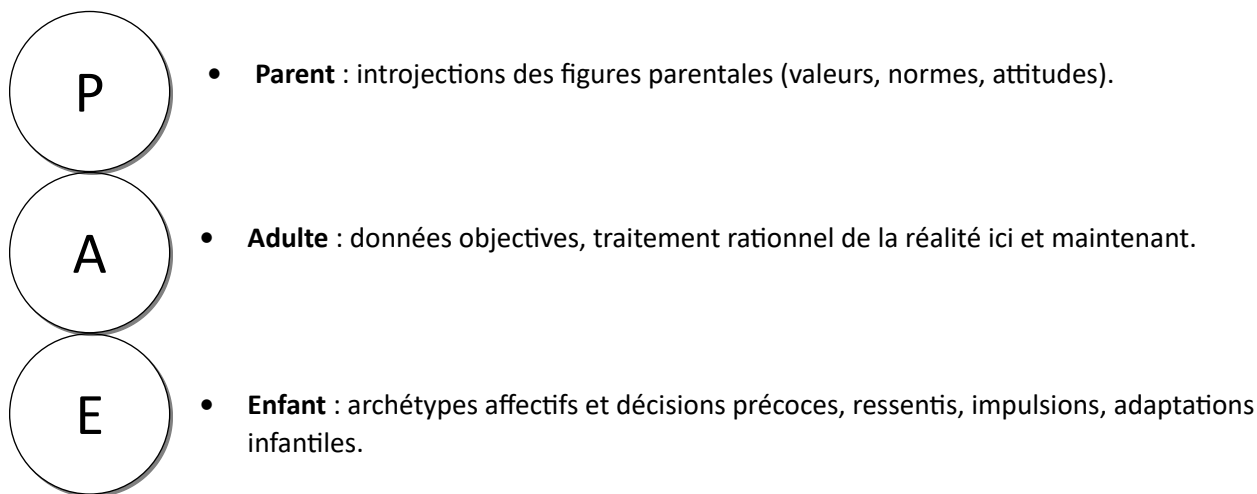 P
• Parent : introjections des figures parentales (valeurs, normes, attitudes).
A
• Adulte : données objectives, traitement rationnel de la réalité ici et maintenant.
E
• Enfant : archétypes affectifs et décisions précoces, ressentis, impulsions, adaptations
infantiles.